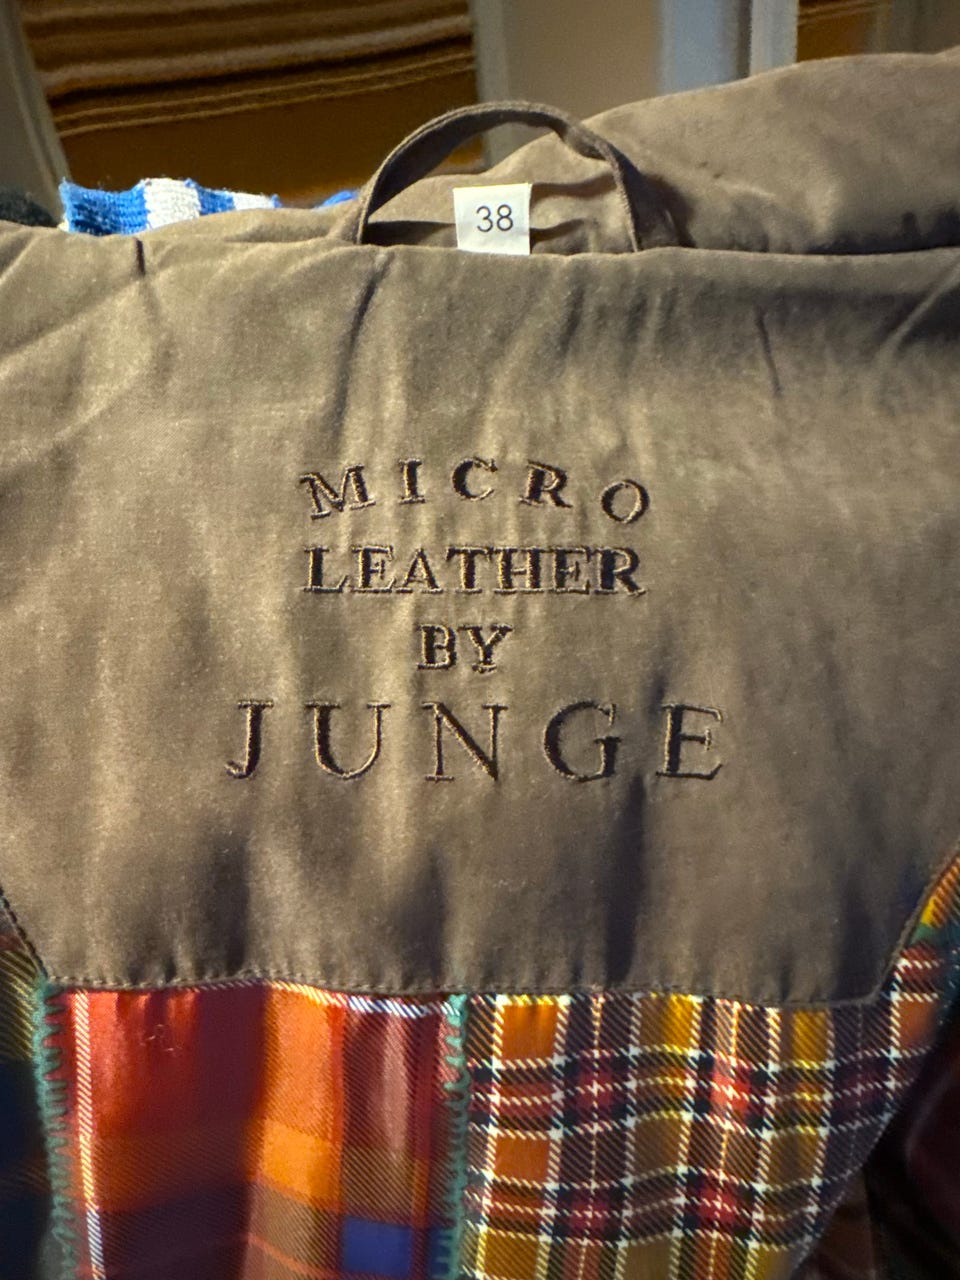 38
MICRO
LEATHER
BY
JUNGE